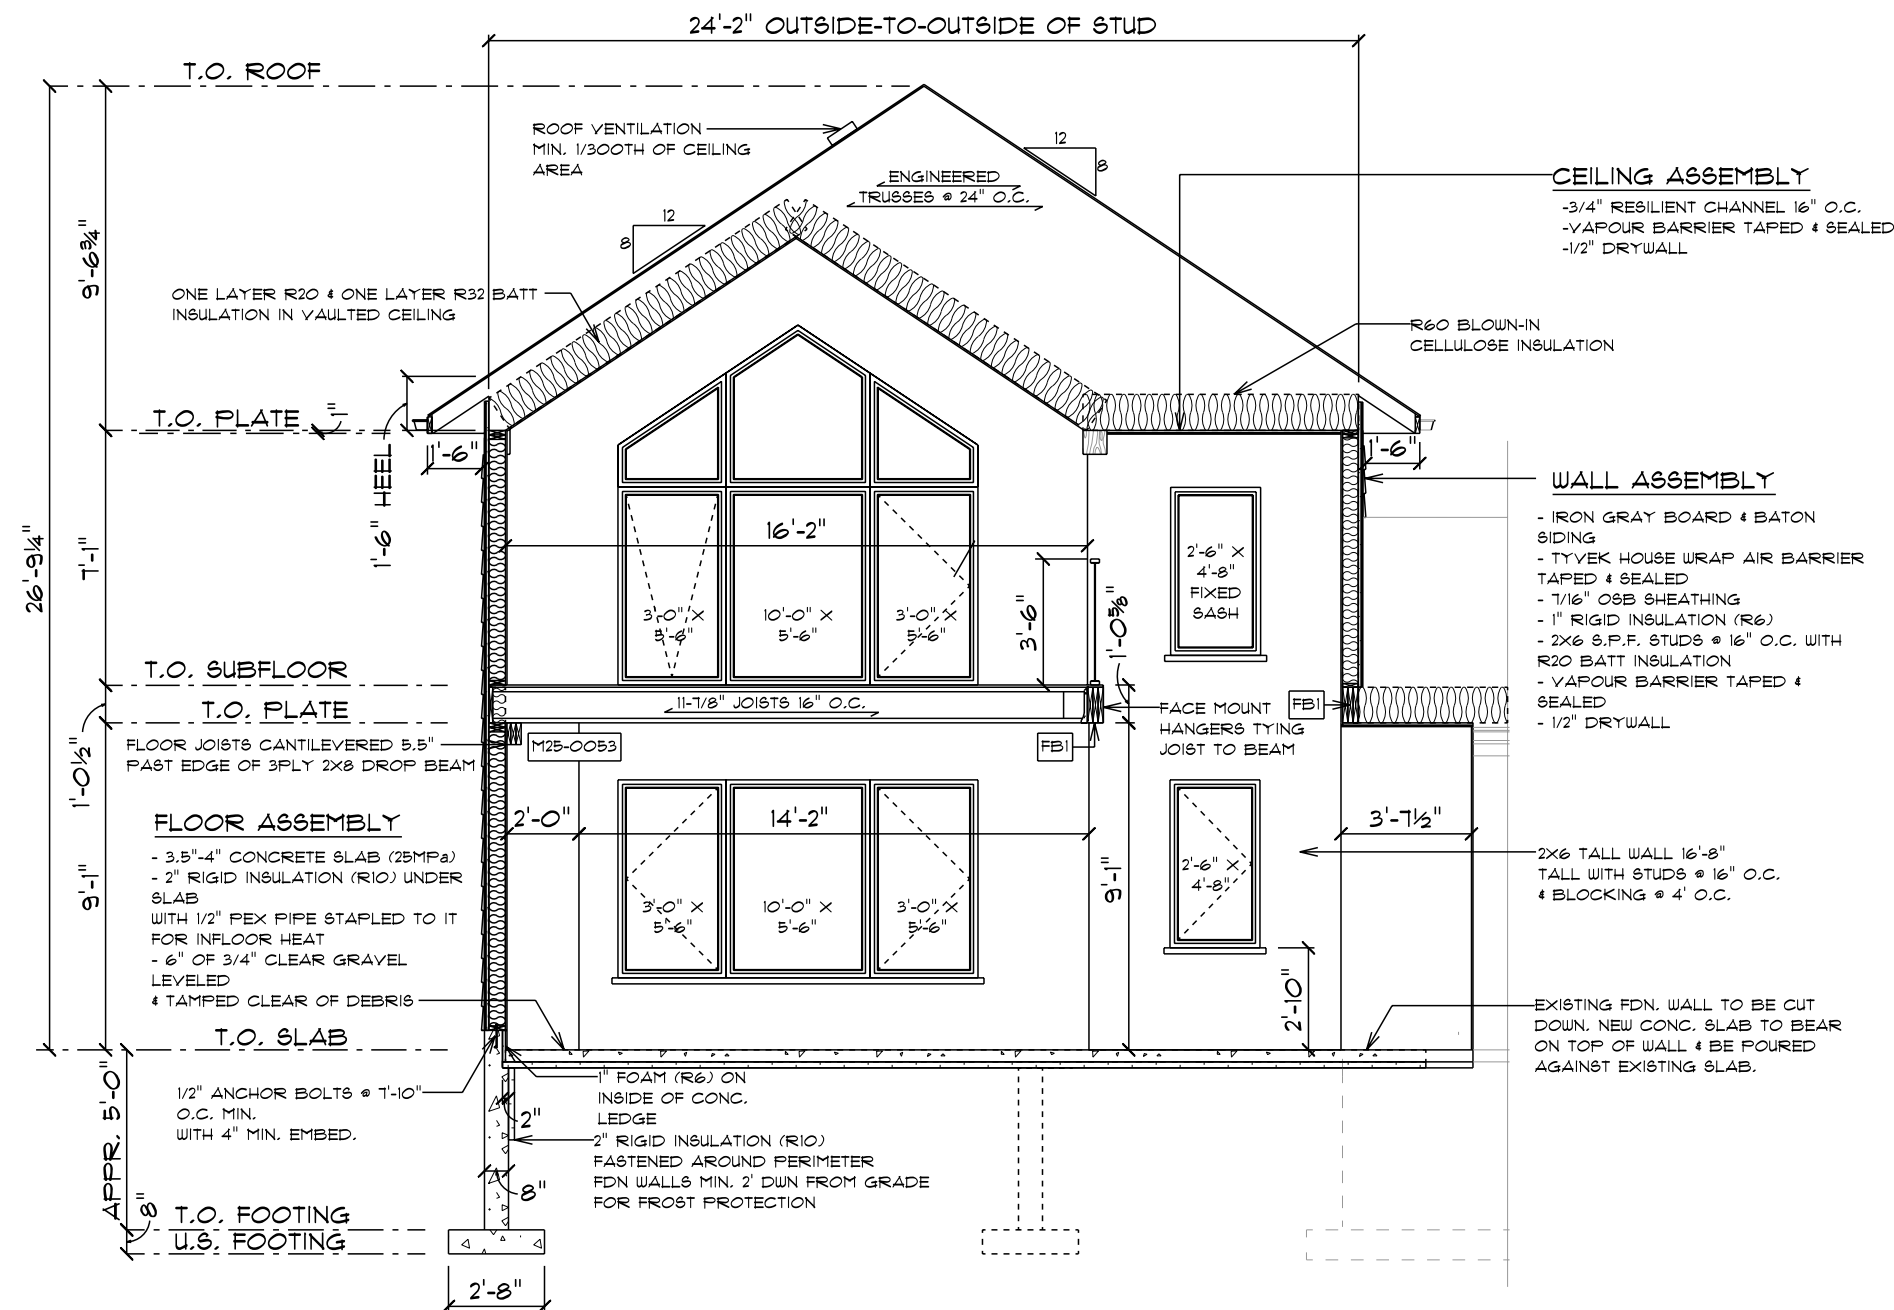 24'-2" OUTSIDE-TO-OUTSIDE OF STUD
T.O. ROOF
ROOF VENTILATION
MIN. 1/300TH OF CEILING
AREA
12
8
ENGINEERED
TRUSSES @ 24" O.C.
CEILING ASSEMBLY
-3/4" RESILIENT CHANNEL 16" O.C.
-VAPOUR BARRIER TAPED & SEALED
-1/2" DRYWALL
12
8
9'-6¾"
ONE LAYER R20 & ONE LAYER R32 BATT
INSULATION IN VAULTED CEILING
R60 BLOWN-IN
CELLULOSE INSULATION
T.O. PLATE
1"
1'-6"
1'-6" HEEL
1'-6"
WALL ASSEMBLY
- IRON GRAY BOARD & BATON
SIDING
- TYVEK HOUSE WRAP AIR BARRIER
TAPED & SEALED
- 7/16" OSB SHEATHING
- 1" RIGID INSULATION (R6)
- 2X6 S.P.F. STUDS @ 16" O.C. WITH
R20 BATT INSULATION
- VAPOUR BARRIER TAPED &
SEALED
- 1/2" DRYWALL
26'-9¼"
7'-1"
16'-2"
2'-6" X
4'-8"
FIXED
SASH
3'-0" X
5'-6"
10'-0" X
5'-6"
3'-0" X
5'-6"
3'-6"
1'-0⅝"
T.O. SUBFLOOR
T.O. PLATE
11-7/8" JOISTS 16" O.C.
FACE MOUNT
HANGERS TYING
JOIST TO BEAM
FB1
FLOOR JOISTS CANTILEVERED 5.5"
PAST EDGE OF 3PLY 2X8 DROP BEAM
M25-0053
FB1
1'-0½"
FLOOR ASSEMBLY
- 3.5"-4" CONCRETE SLAB (25MPa)
- 2" RIGID INSULATION (R10) UNDER
SLAB
WITH 1/2" PEX PIPE STAPLED TO IT
FOR INFLOOR HEAT
- 6" OF 3/4" CLEAR GRAVEL
LEVELED
& TAMPED CLEAR OF DEBRIS
2'-0"
14'-2"
3'-7½"
9'-1"
3'-0" X
5'-6"
10'-0" X
5'-6"
3'-0" X
5'-6"
9'-1"
2'-6" X
4'-8"
2X6 TALL WALL 16'-8"
TALL WITH STUDS @ 16" O.C.
& BLOCKING @ 4' O.C.
2'-10"
EXISTING FDN. WALL TO BE CUT
DOWN. NEW CONC. SLAB TO BEAR
ON TOP OF WALL & BE POURED
AGAINST EXISTING SLAB.
T.O. SLAB
1/2" ANCHOR BOLTS @ 7'-10"
O.C. MIN.
WITH 4" MIN. EMBED.
1" FOAM (R6) ON
INSIDE OF CONC.
LEDGE
2"
2" RIGID INSULATION (R10)
FASTENED AROUND PERIMETER
FDN WALLS MIN. 2' DWN FROM GRADE
FOR FROST PROTECTION
APPR. 5'-0"
8"
8"
T.O. FOOTING
U.S. FOOTING
2'-8"